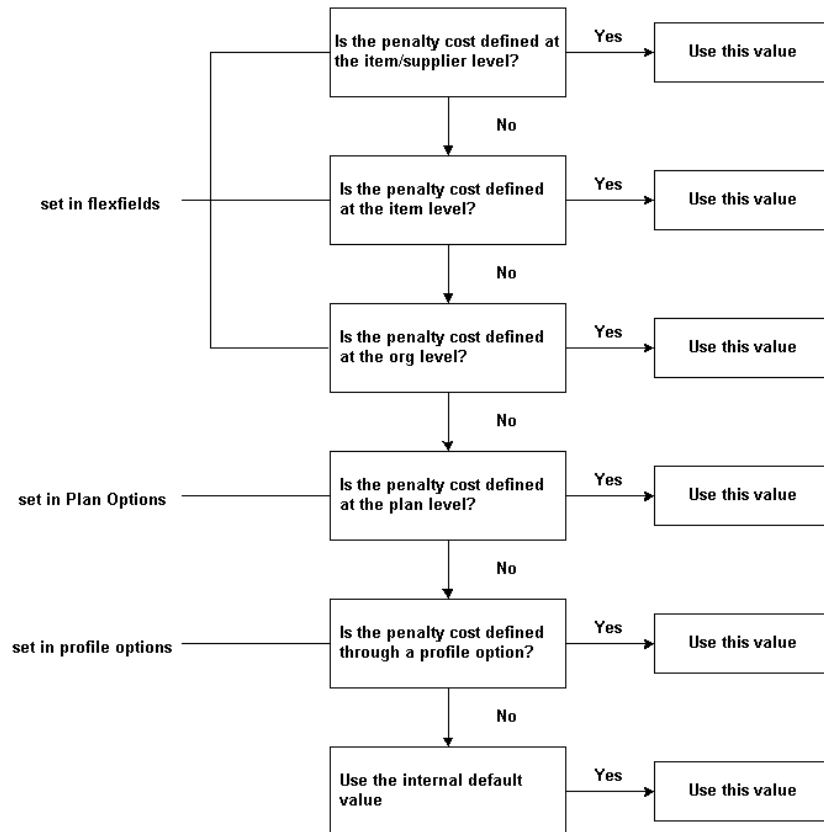 Is the penalty cost defined at
the item/supplier level?
Yes
Use this value
No
set in flexfields
Is the penalty cost defined
at the item level?
Yes
Use this value
No
Is the penalty cost defined
at the org level?
Yes
Use this value
No
set in Plan Options
Is the penalty cost defined
at the plan level?
Yes
Use this value
No
set in profile options
Is the penalty cost defined
through a profile option?
Yes
Use this value
No
Use the internal default
value
Yes
Use this value